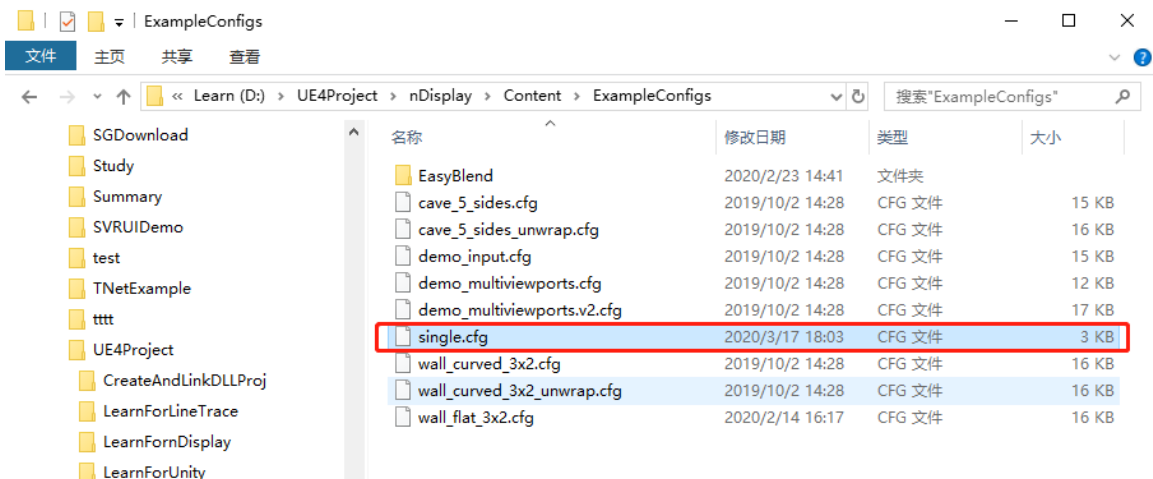 ExampleConfigs
文件 主页 共享 查看
« Learn (D:) › UE4Project › nDisplay › Content › ExampleConfigs 搜索"ExampleConfigs"
SGDownload
Study
Summary
SVRUIDemo
test
TNetExample
tttt
UE4Project
CreateAndLinkDLLProj
LearnForLineTrace
LearnFornDisplay
LearnForUnity
名称 修改日期 类型 大小
EasyBlend 2020/2/23 14:41 文件夹
cave_5_sides.cfg 2019/10/2 14:28 CFG 文件 15 KB
cave_5_sides_unwrap.cfg 2019/10/2 14:28 CFG 文件 16 KB
demo_input.cfg 2019/10/2 14:28 CFG 文件 15 KB
demo_multiviewports.cfg 2019/10/2 14:28 CFG 文件 12 KB
demo_multiviewports.v2.cfg 2019/10/2 14:28 CFG 文件 17 KB
single.cfg 2020/3/17 18:03 CFG 文件 3 KB
wall_curved_3x2.cfg 2019/10/2 14:28 CFG 文件 16 KB
wall_curved_3x2_unwrap.cfg 2019/10/2 14:28 CFG 文件 16 KB
wall_flat_3x2.cfg 2020/2/14 16:17 CFG 文件 16 KB